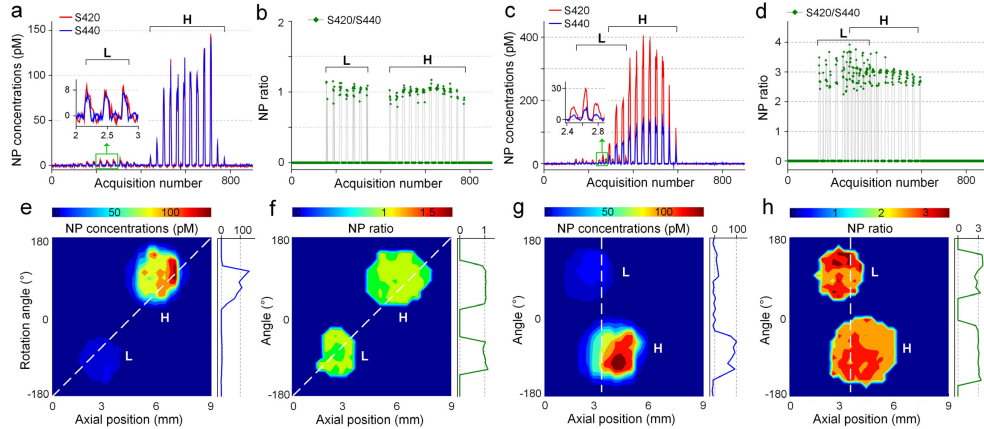 a
S420
S440
H
L
NP concentrations (pM)
150
100
50
0
8
0
2
2.5
3
0
400
800
Acquisition number
b
S420/S440
L
H
NP ratio
2
1
0
0
400
800
Acquisition number
c
S420
S440
H
L
NP concentrations (pM)
400
200
0
30
0
2.4
2.8
0
400
800
Acquisition number
d
S420/S440
H
L
NP ratio
4
3
2
1
0
0
400
800
Acquisition number
e
0
50
100
NP concentrations (pM)
0 100
180
0
-180
Rotation angle (°)
H
L
0
3
6
9
Axial position (mm)
f
1
1.5
NP ratio
0
1
180
0
-180
Angle (°)
H
L
0
3
6
9
Axial position (mm)
g
0
50
100
NP concentrations (pM)
0 100
180
0
-180
Angle (°)
L
H
0
3
6
9
Axial position (mm)
h
1
2
3
NP ratio
0
3
180
0
-180
Angle (°)
L
H
0
3
6
9
Axial position (mm)